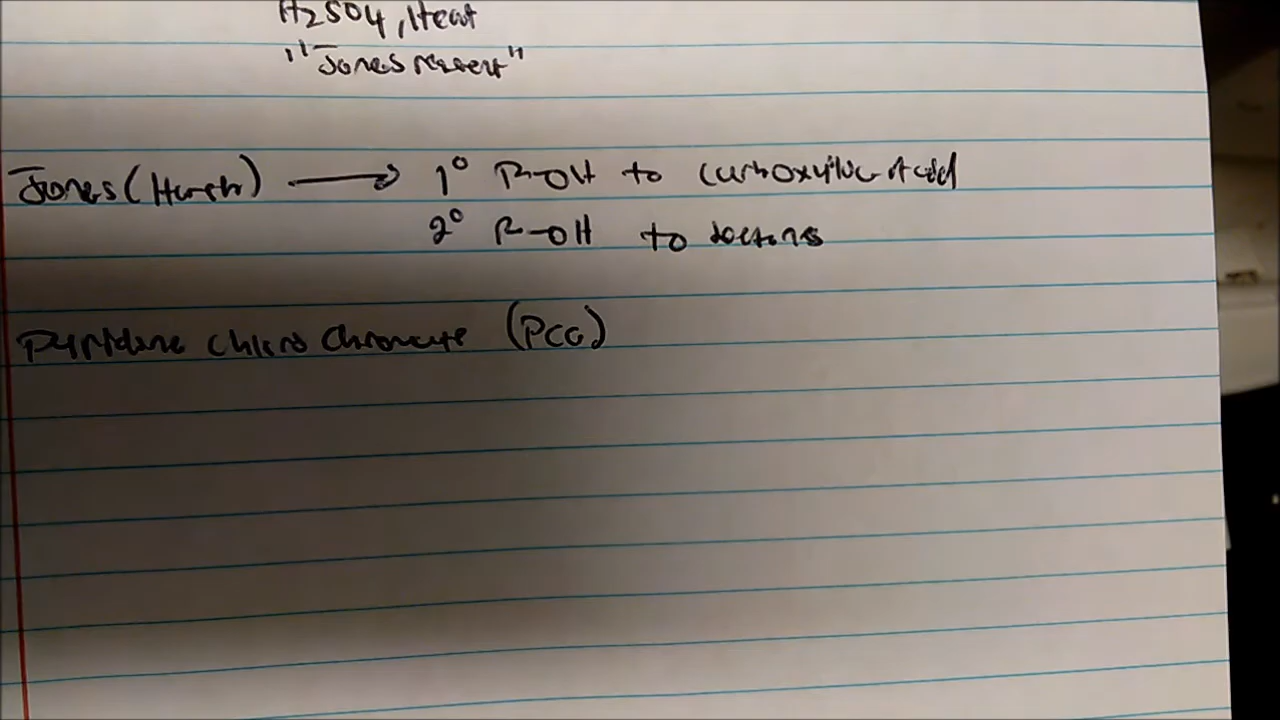 H2SO4, Heat
"Jones reagent"
Jones (Harsh) → 1° R-OH to Carboxylic Acid
2° R-OH to ketones
Pyridine Chloro Chromate (PCC)